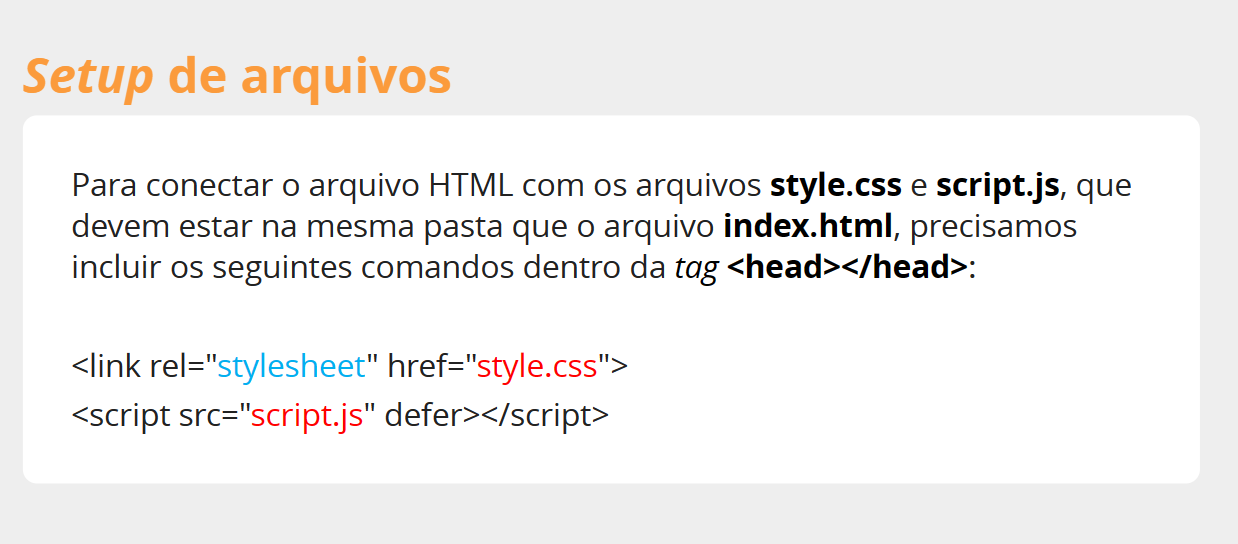 Setup de arquivos
Para conectar o arquivo HTML com os arquivos style.css e script.js, que
devem estar na mesma pasta que o arquivo index.html, precisamos
incluir os seguintes comandos dentro da tag <head></head>:
<link rel="stylesheet" href="style.css">
<script src="script.js" defer></script>